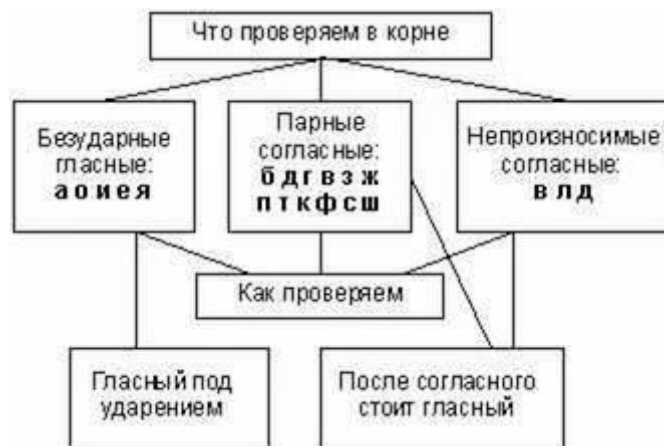 Что проверяем в корне
Безударные
гласные:
а о и е я
Парные
согласные:
б д г в з ж
п т к ф с ш
Непроизносимые
согласные:
в л д
Как проверяем
Гласный под
ударением
После согласного
стоит гласный